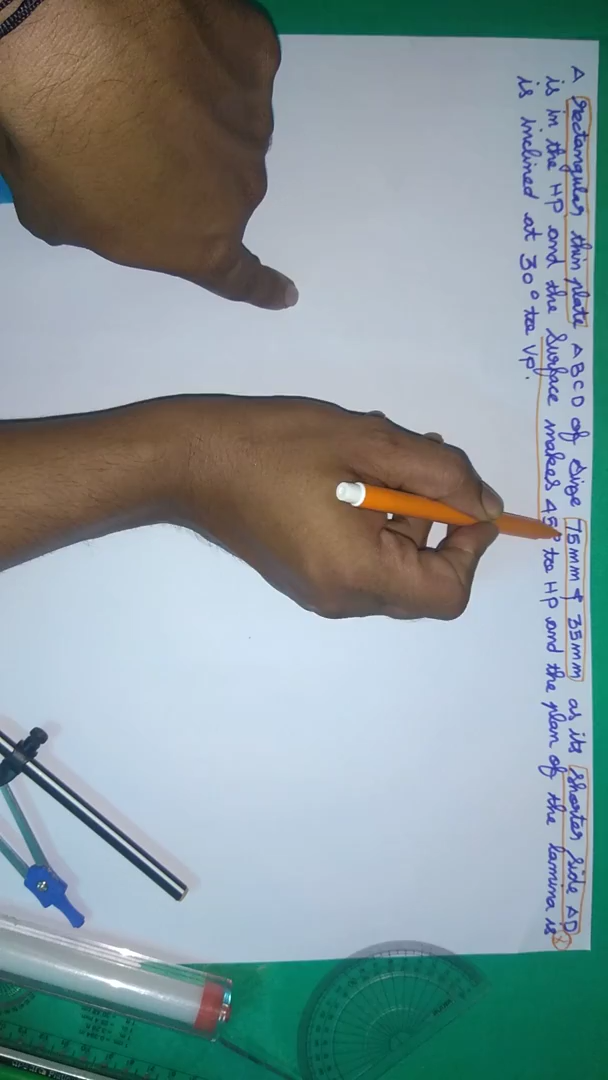 A rectangular thin plate ABCD of size 75mm & 35mm as its shorter side AD
is in the HP and the surface makes 45° to HP and the plan of the lamina is
is inclined at 30° to VP.